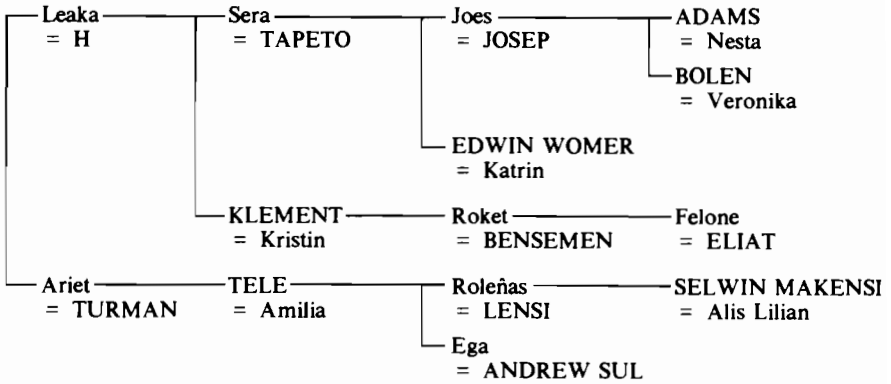 Leaka Sera Joes ADAMS
= H = TAPETO = JOSEP = Nesta
BOLEN
= Veronika
EDWIN WOMER
= Katrin
KLEMENT Roket Felone
= Kristin = BENSEMEN = ELIAT
Ariet TELE Roleñas SELWIN MAKENSI
= TURMAN = Amilia = LENSI = Alis Lilian
Ega
= ANDREW SUL